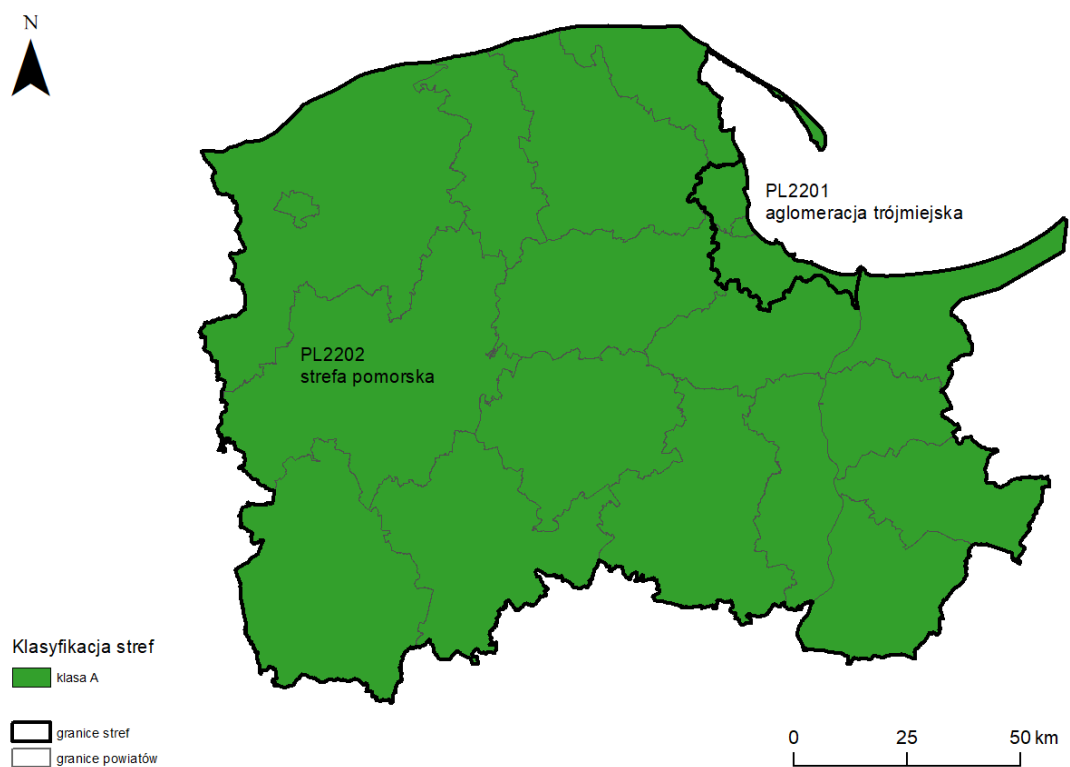 N
PL2201
aglomeracja trójmiejska
PL2202
strefa pomorska
Klasyfikacja stref
klasa A
granice stref
granice powiatów
0 25 50 km